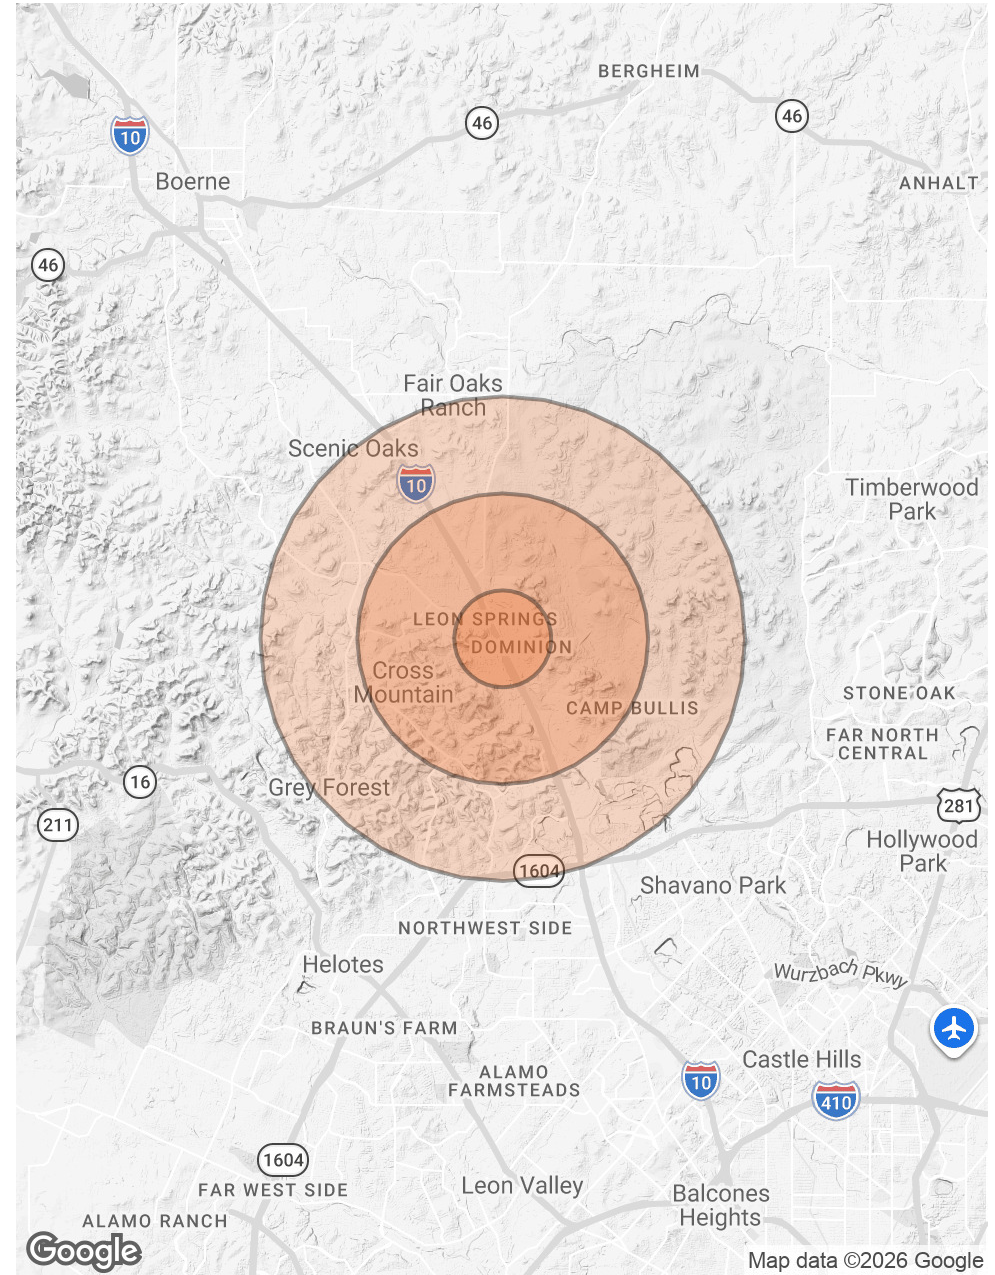 BERGHEIM
46
46
10
Boerne
ANHALT
46
Fair Oaks
Ranch
Scenic Oaks
10
Timberwood
Park
LEON SPRINGS
DOMINION
Cross
Mountain
STONE OAK
CAMP BULLIS
FAR NORTH
CENTRAL
16
Grey Forest
281
211
Hollywood
Park
1604
Shavano Park
NORTHWEST SIDE
Helotes
Wurzbach Pkwy
BRAUN'S FARM
Castle Hills
ALAMO
FARMSTEADS
10
410
1604
Leon Valley
FAR WEST SIDE
Balcones
Heights
ALAMO RANCH
Google
Map data ©2026 Google